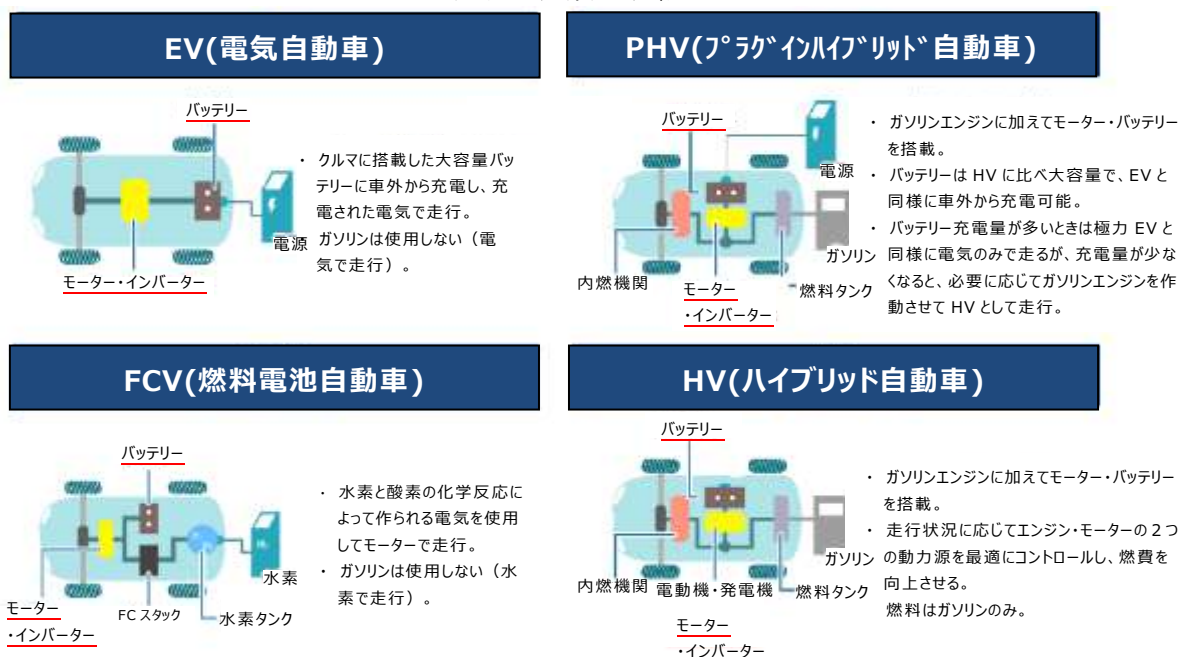 EV(電気自動車)
バッテリー
電源
モーター・インバーター
・ クルマに搭載した大容量バッ
テリーに車外から充電し、充
電された電気で走行。
ガソリンは使用しない（電
気で走行）。
PHV(ﾌﾟﾗｸﾞｲﾝﾊｲﾌﾞﾘｯﾄﾞ自動車)
バッテリー
電源
ガソリン
内燃機関
モーター
・インバーター
燃料タンク
・ ガソリンエンジンに加えてモーター・バッテリー
を搭載。
・ バッテリーは HV に比べ大容量で、EV と
同様に車外から充電可能。
・ バッテリー充電量が多いときは極力 EV と
同様に電気のみで走るが、充電量が少な
くなると、必要に応じてガソリンエンジンを作
動させて HV として走行。
FCV(燃料電池自動車)
バッテリー
水素
モーター
・インバーター
FC スタック
水素タンク
・ 水素と酸素の化学反応に
よって作られる電気を使用
してモーターで走行。
・ ガソリンは使用しない（水
素で走行）。
HV(ハイブリッド自動車)
バッテリー
ガソリン
内燃機関
電動機・発電機
燃料タンク
モーター
・インバーター
・ ガソリンエンジンに加えてモーター・バッテリー
を搭載。
・ 走行状況に応じてエンジン・モーターの２つ
の動力源を最適にコントロールし、燃費を
向上させる。
燃料はガソリンのみ。